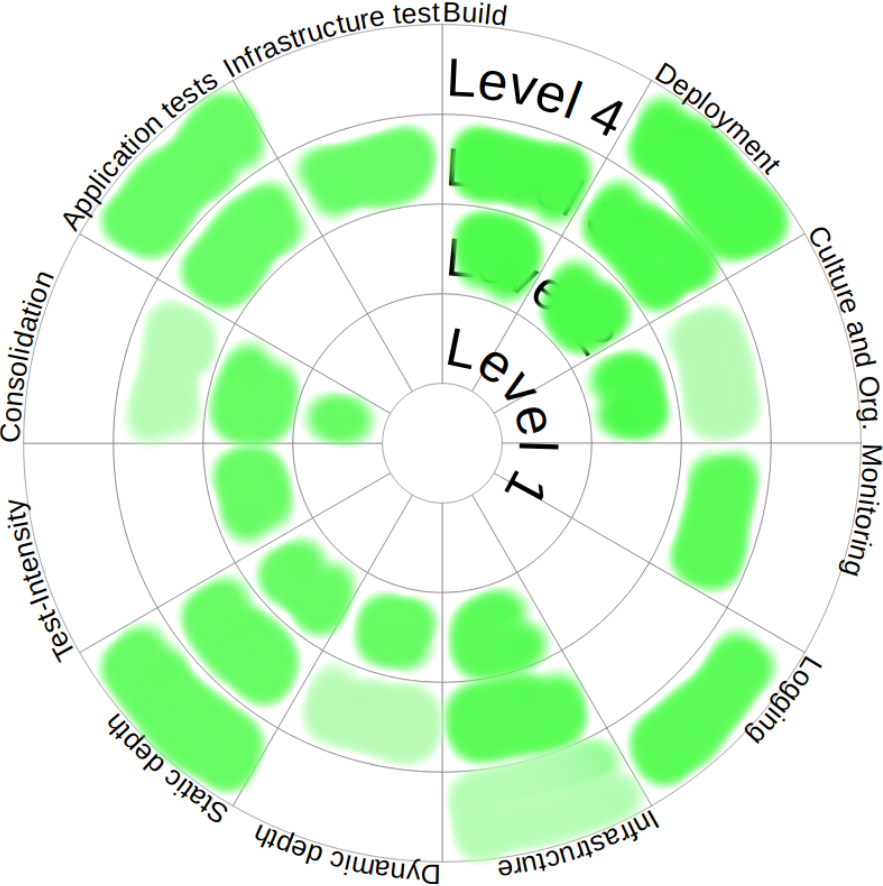 Build
Deployment
Culture and Org.
Monitoring
Logging
Infrastructure
Dynamic depth
Static depth
Test-Intensity
Consolidation
Application tests
Infrastructure test
Level 4
Level 1